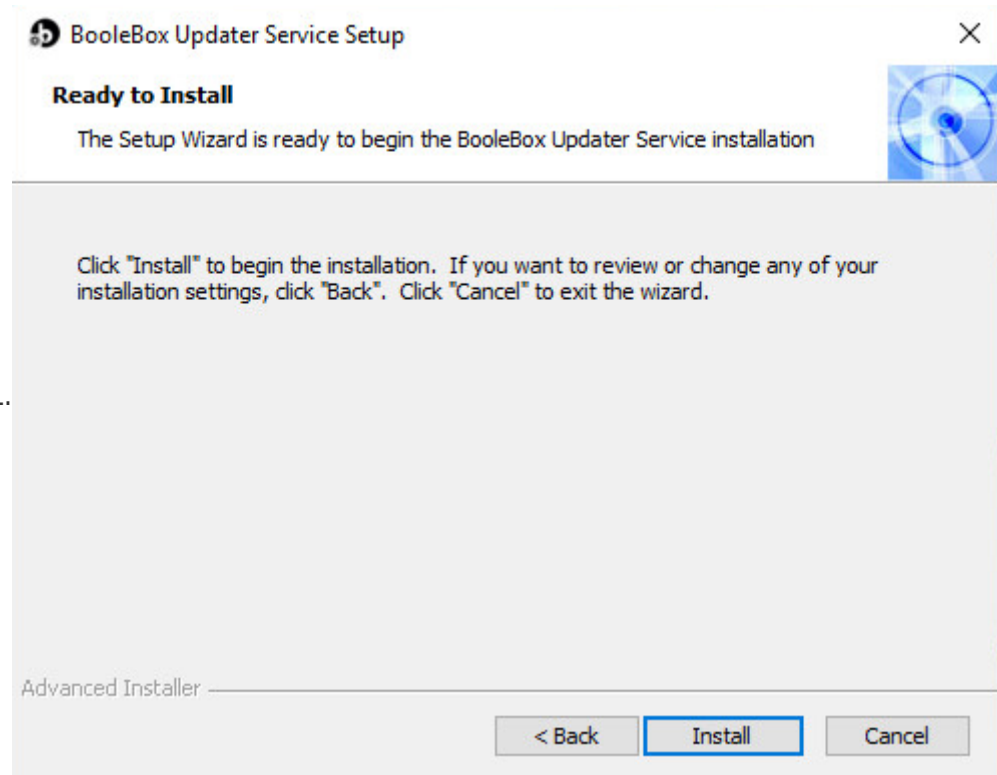 BooleBox Updater Service Setup
Ready to Install
The Setup Wizard is ready to begin the BooleBox Updater Service installation
Click "Install" to begin the installation.  If you want to review or change any of your
installation settings, click "Back".  Click "Cancel" to exit the wizard.
..
Advanced Installer
< Back
Install
Cancel